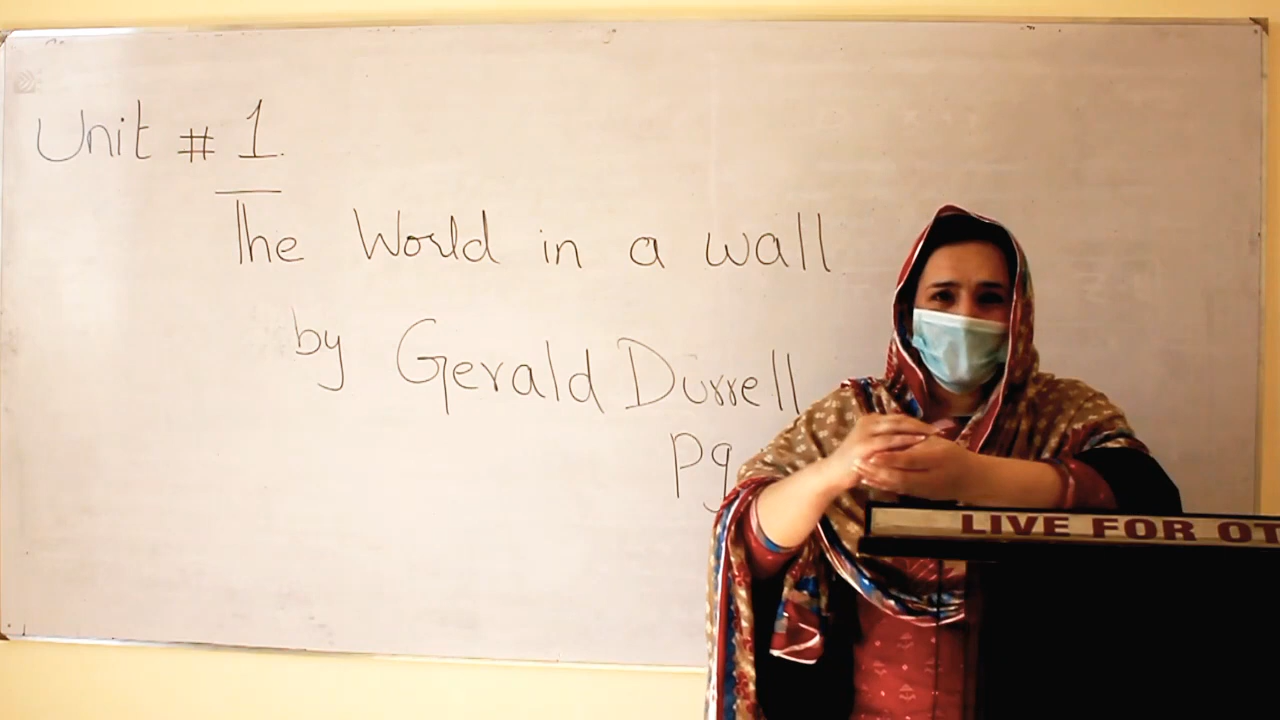 Unit # 1.
The World in a wall
by Gerald Durrell
Pg
LIVE FOR OT